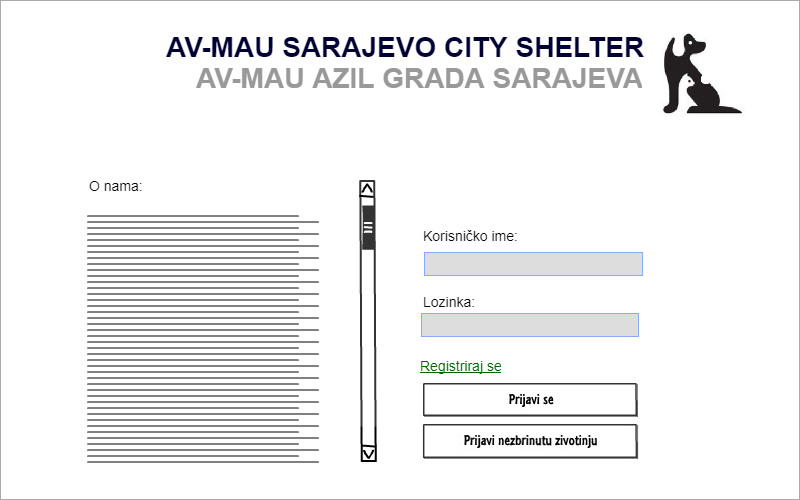 AV-MAU SARAJEVO CITY SHELTER
AV-MAU AZIL GRADA SARAJEVA
O nama:
Korisničko ime:
Lozinka:
Registriraj se
Prijavi se
Prijavi nezbrinutu zivotinju